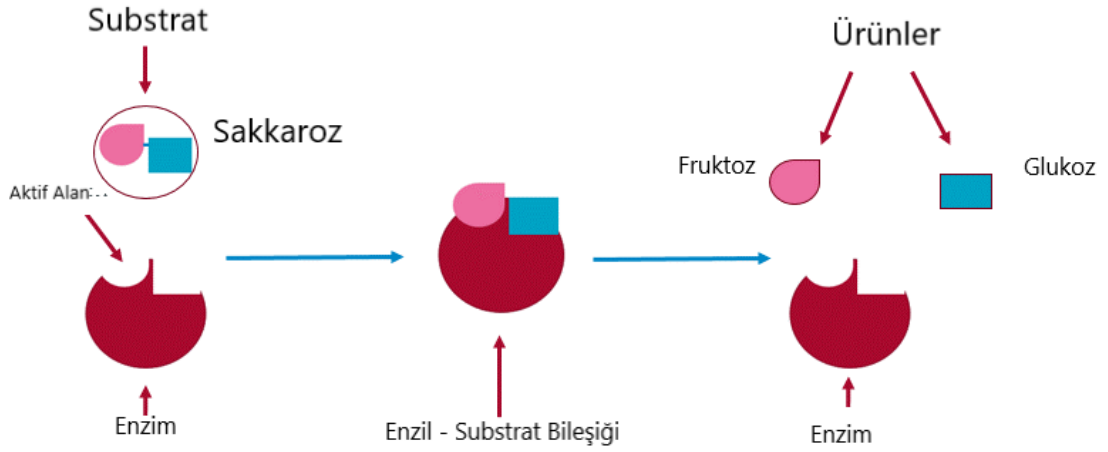 Substrat
Ürünler
Sakkaroz
Fruktoz
Glukoz
Aktif Alan:..
Enzim
Enzil - Substrat Bileşiği
Enzim